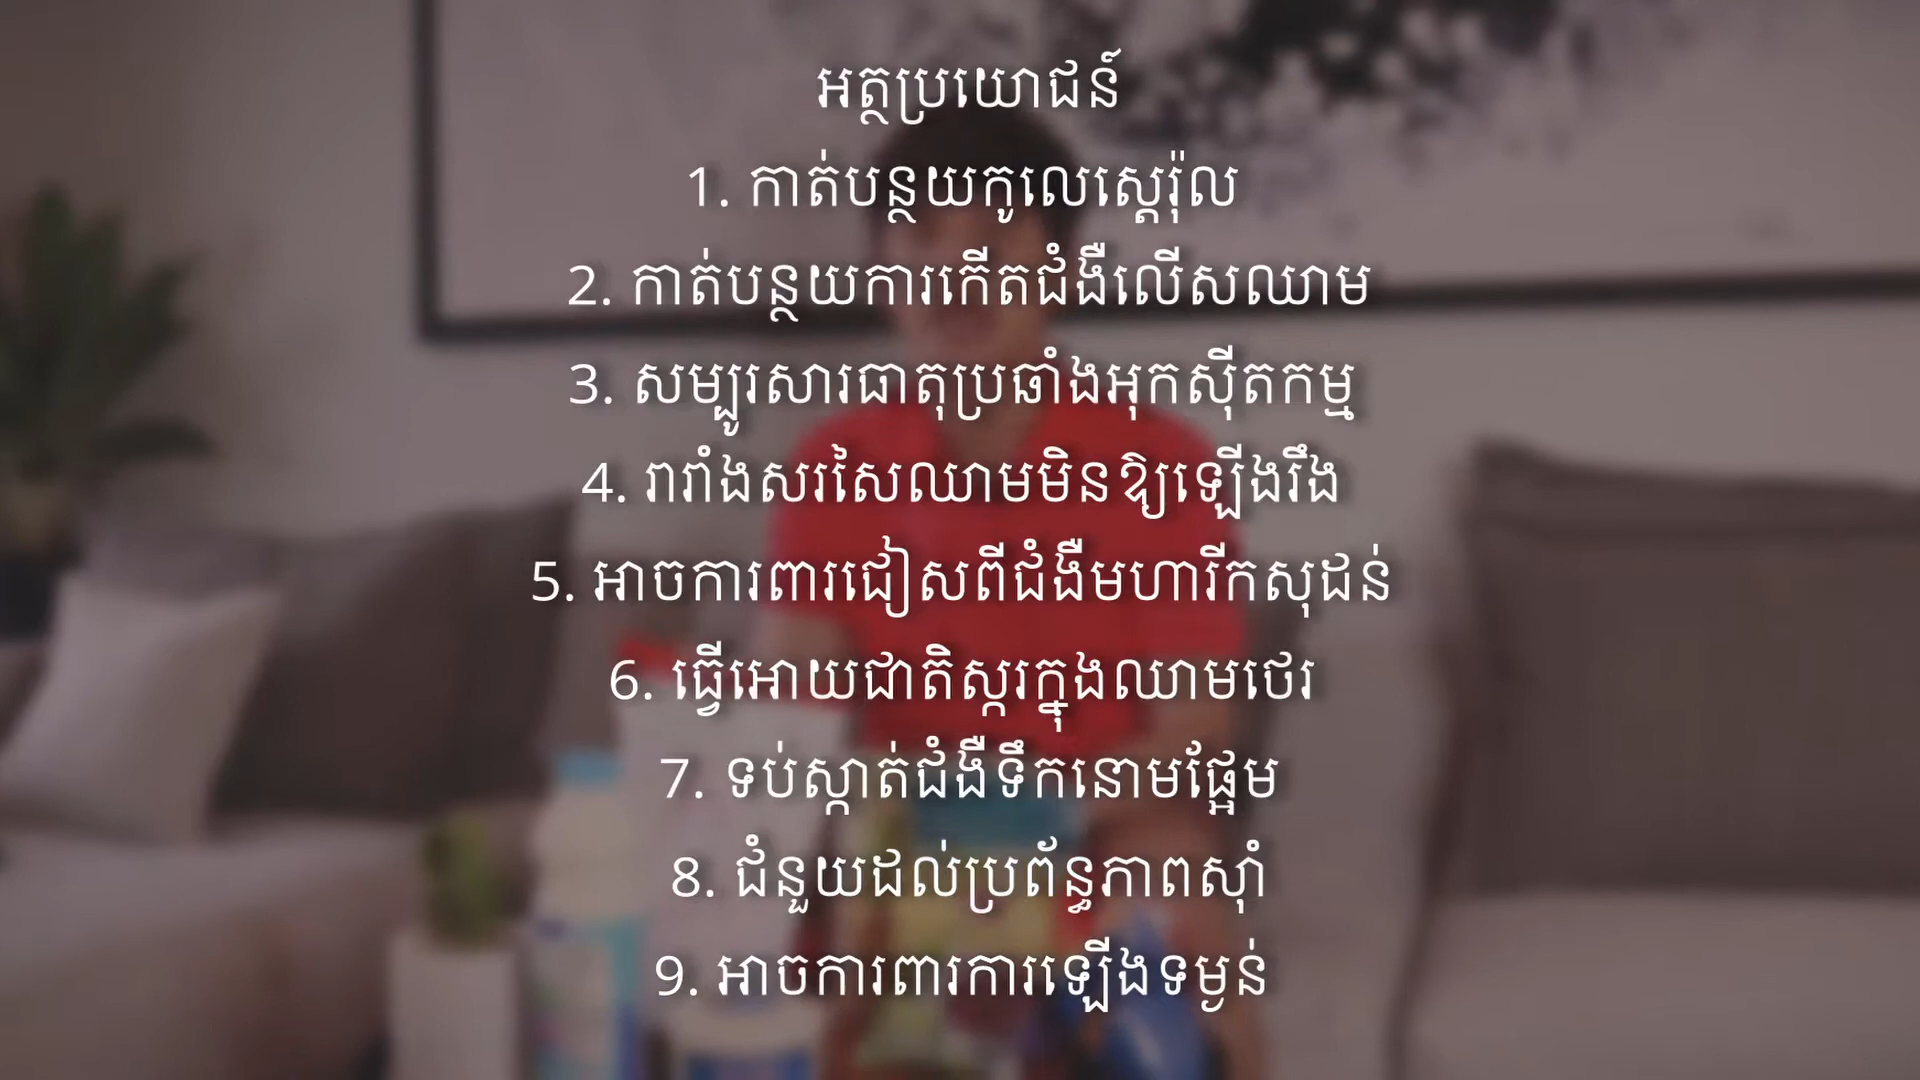 អត្ថប្រយោជន៍
1. កាត់បន្ថយកូលេស្តេរ៉ុល
2. កាត់បន្ថយការកើតជំងឺលើសឈាម
3. សម្បូរសារធាតុប្រឆាំងអុកស៊ីតកម្ម
4. រារាំងសរសៃឈាមមិនឱ្យឡើងរឹង
5. អាចការពារជៀសពីជំងឺមហារីកសុដន់
6. ធ្វើអោយជាតិស្ករក្នុងឈាមថេរ
7. ទប់ស្កាត់ជំងឺទឹកនោមផ្អែម
8. ជំនួយដល់ប្រព័ន្ធភាពស៊ាំ
9. អាចការពារការឡើងទម្ងន់